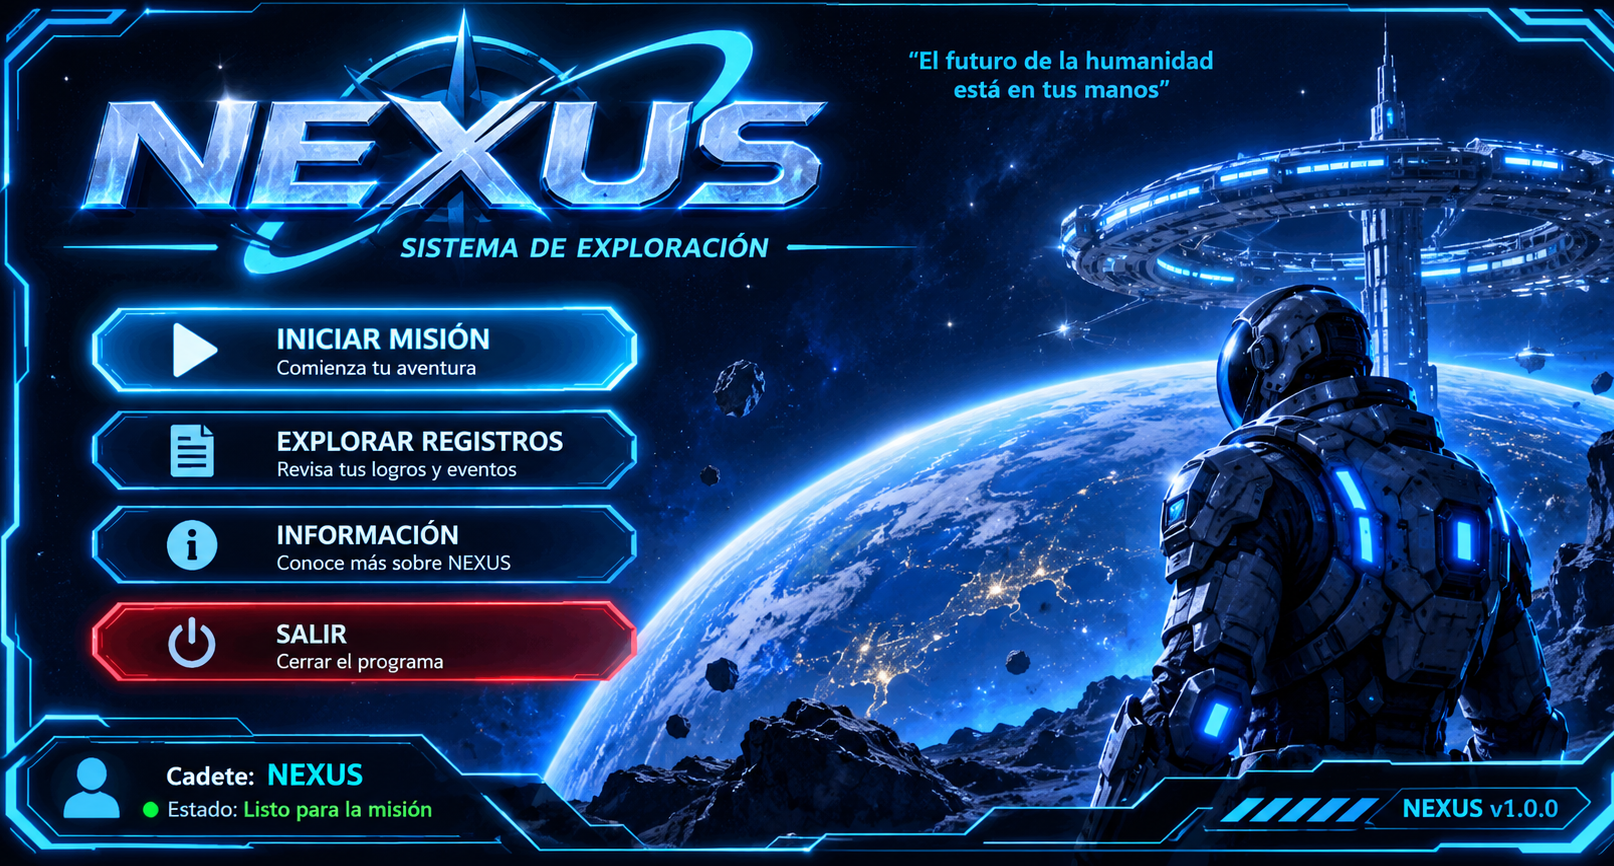 NEXUS
SISTEMA DE EXPLORACIÓN
“El futuro de la humanidad
está en tus manos”
INICIAR MISIÓN
Comienza tu aventura
EXPLORAR REGISTROS
Revisa tus logros y eventos
INFORMACIÓN
Conoce más sobre NEXUS
SALIR
Cerrar el programa
Cadete: NEXUS
Estado: Listo para la misión
NEXUS v1.0.0